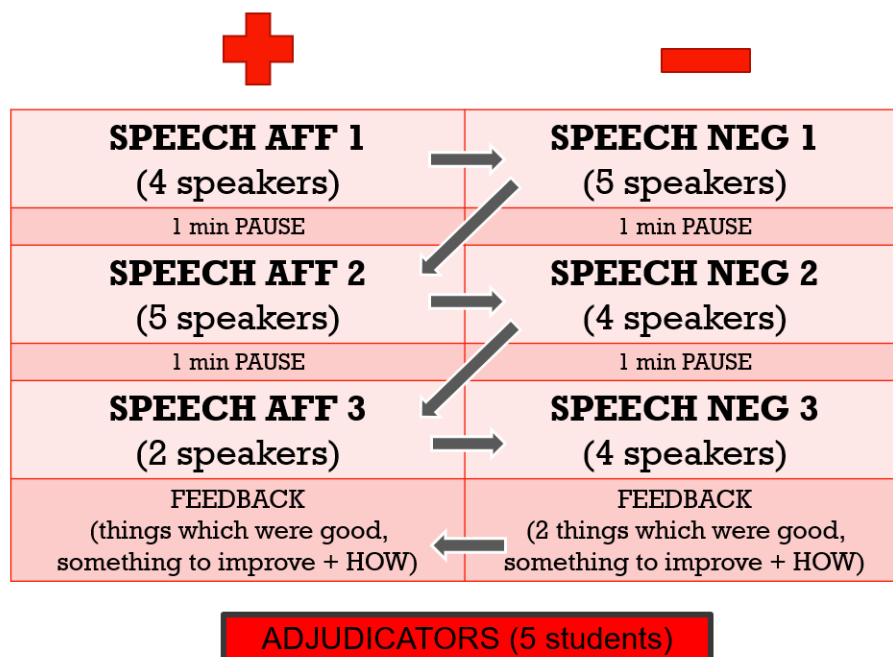 SPEECH AFF 1
(4 speakers)
SPEECH NEG 1
(5 speakers)
1 min PAUSE
1 min PAUSE
SPEECH AFF 2
(5 speakers)
SPEECH NEG 2
(4 speakers)
1 min PAUSE
1 min PAUSE
SPEECH AFF 3
(2 speakers)
SPEECH NEG 3
(4 speakers)
FEEDBACK
(things which were good,
something to improve + HOW)
FEEDBACK
(2 things which were good,
something to improve + HOW)
ADJUDICATORS (5 students)